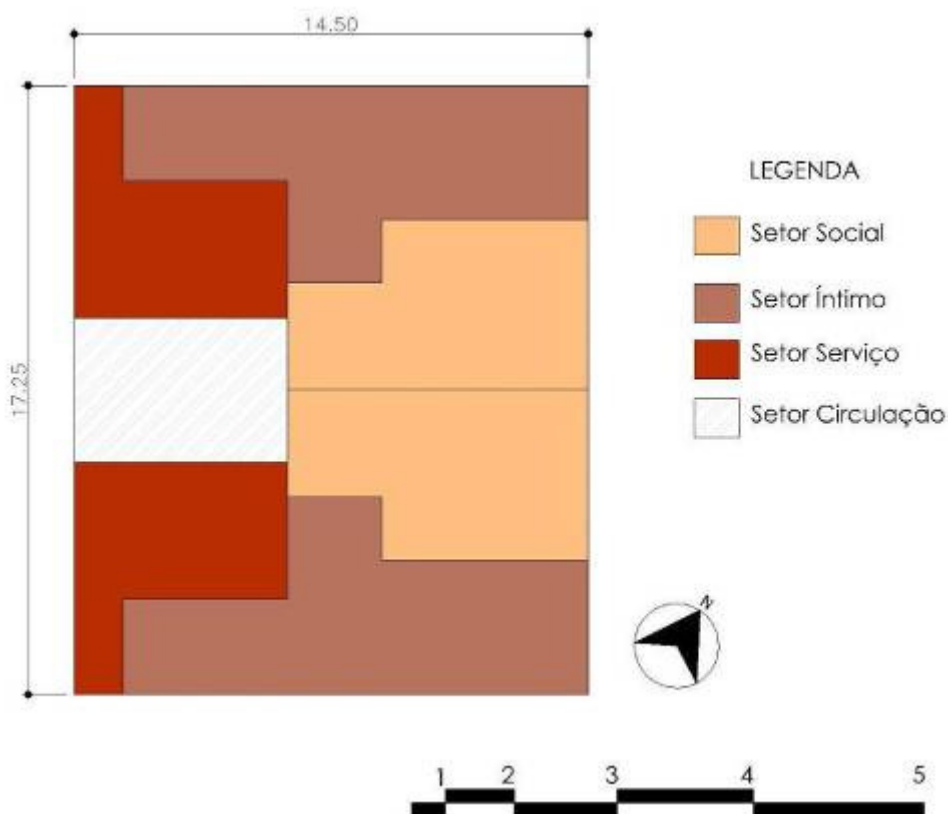 14.50
17.25
LEGENDA
Setor Social
Setor Íntimo
Setor Serviço
Setor Circulação
N
1 2 3 4 5